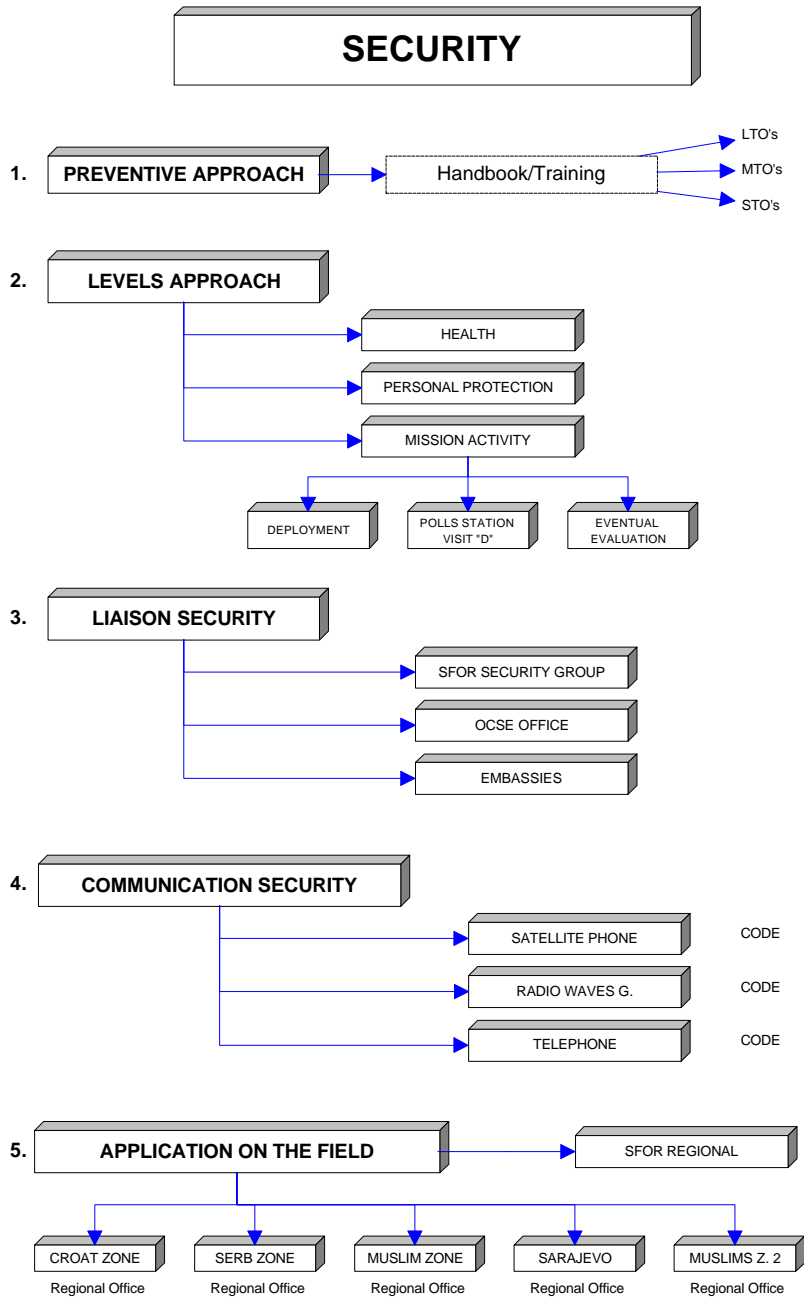 SECURITY
1. PREVENTIVE APPROACH
Handbook/Training
LTO's
MTO's
STO's
2. LEVELS APPROACH
HEALTH
PERSONAL PROTECTION
MISSION ACTIVITY
DEPLOYMENT
POLLS STATION
VISIT "D"
EVENTUAL
EVALUATION
3. LIAISON SECURITY
SFOR SECURITY GROUP
OCSE OFFICE
EMBASSIES
4. COMMUNICATION SECURITY
SATELLITE PHONE CODE
RADIO WAVES G. CODE
TELEPHONE CODE
5. APPLICATION ON THE FIELD
SFOR REGIONAL
CROAT ZONE SERB ZONE MUSLIM ZONE SARAJEVO MUSLIMS Z. 2
Regional Office Regional Office Regional Office Regional Office Regional Office